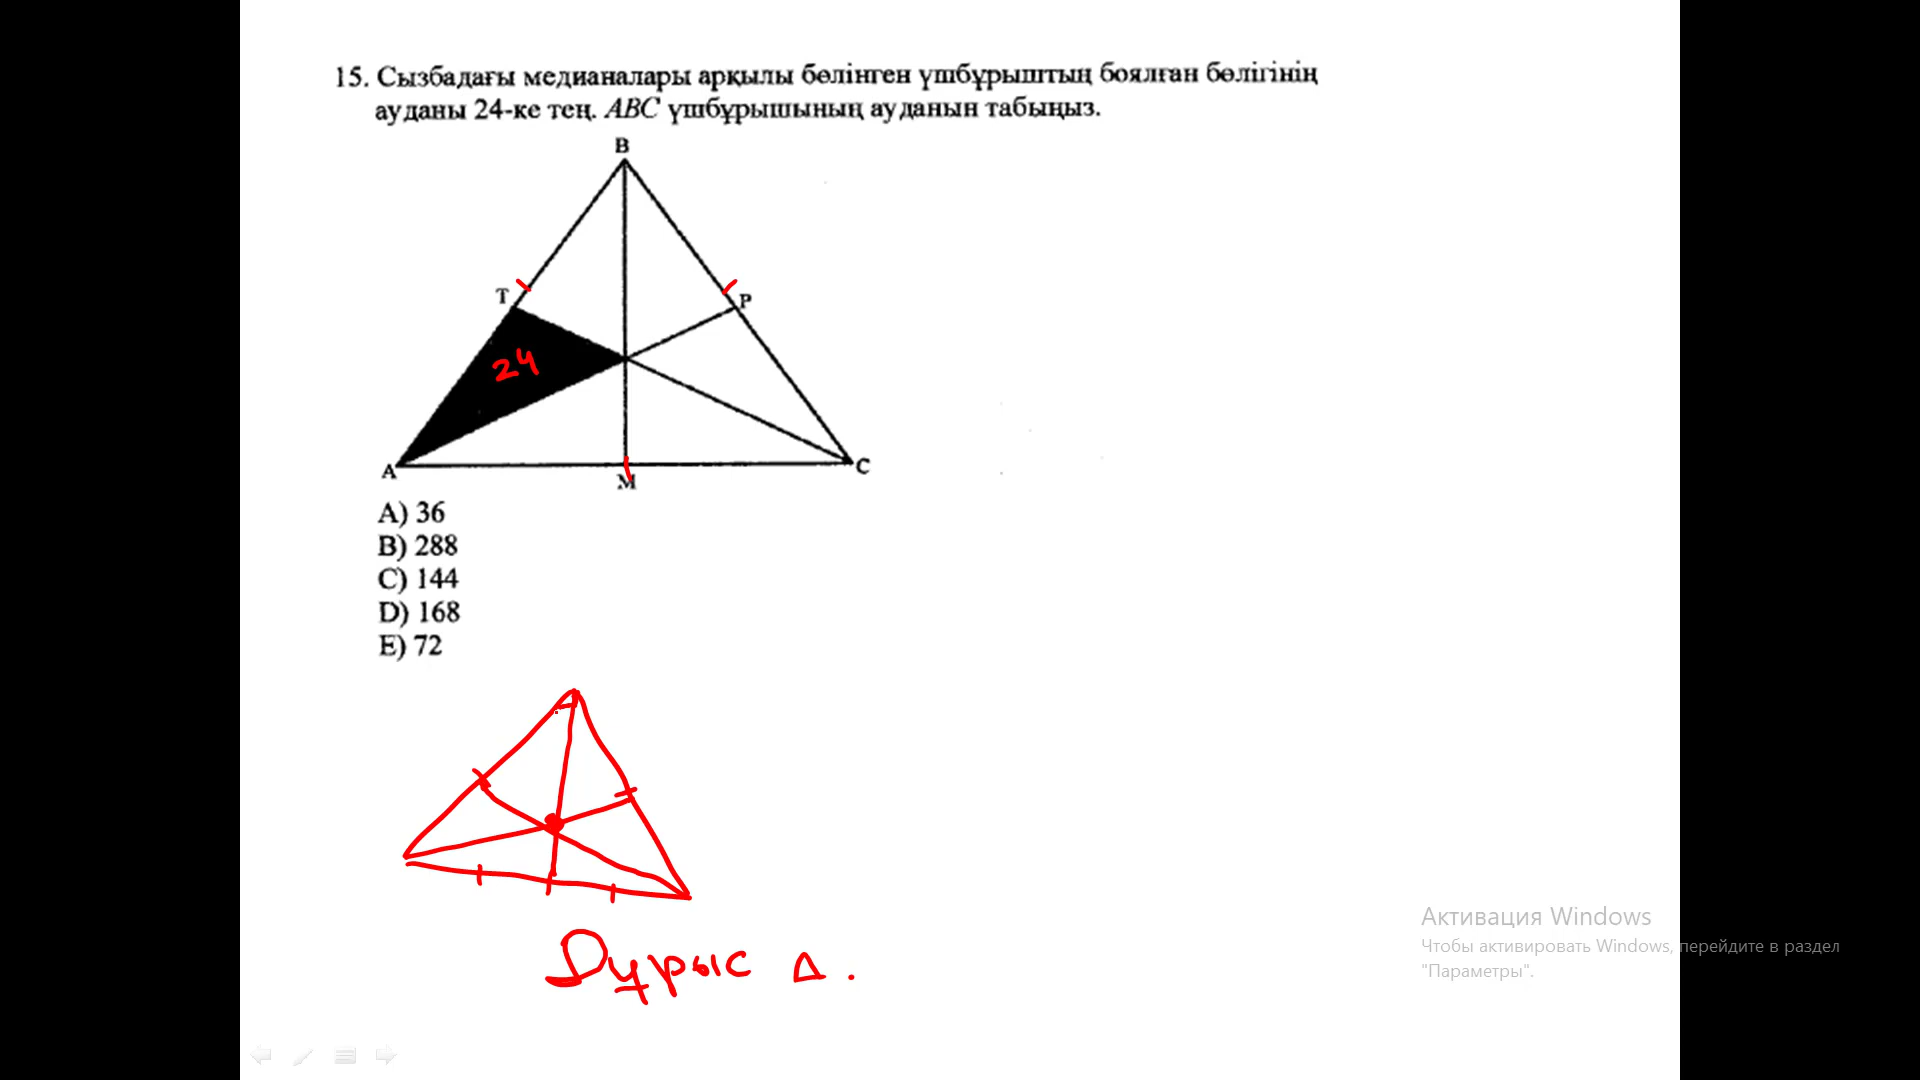 15. Сызбадағы медианалары арқылы бөлінген үшбұрыштың боялған бөлігінің
ауданы 24-ке тең. ABC үшбұрышының ауданын табыңыз.
B
T
P
24
A
M
C
A) 36
B) 288
C) 144
D) 168
E) 72
Дұрыс Δ.
Активация Windows
Чтобы активировать Windows, перейдите в раздел
"Параметры".